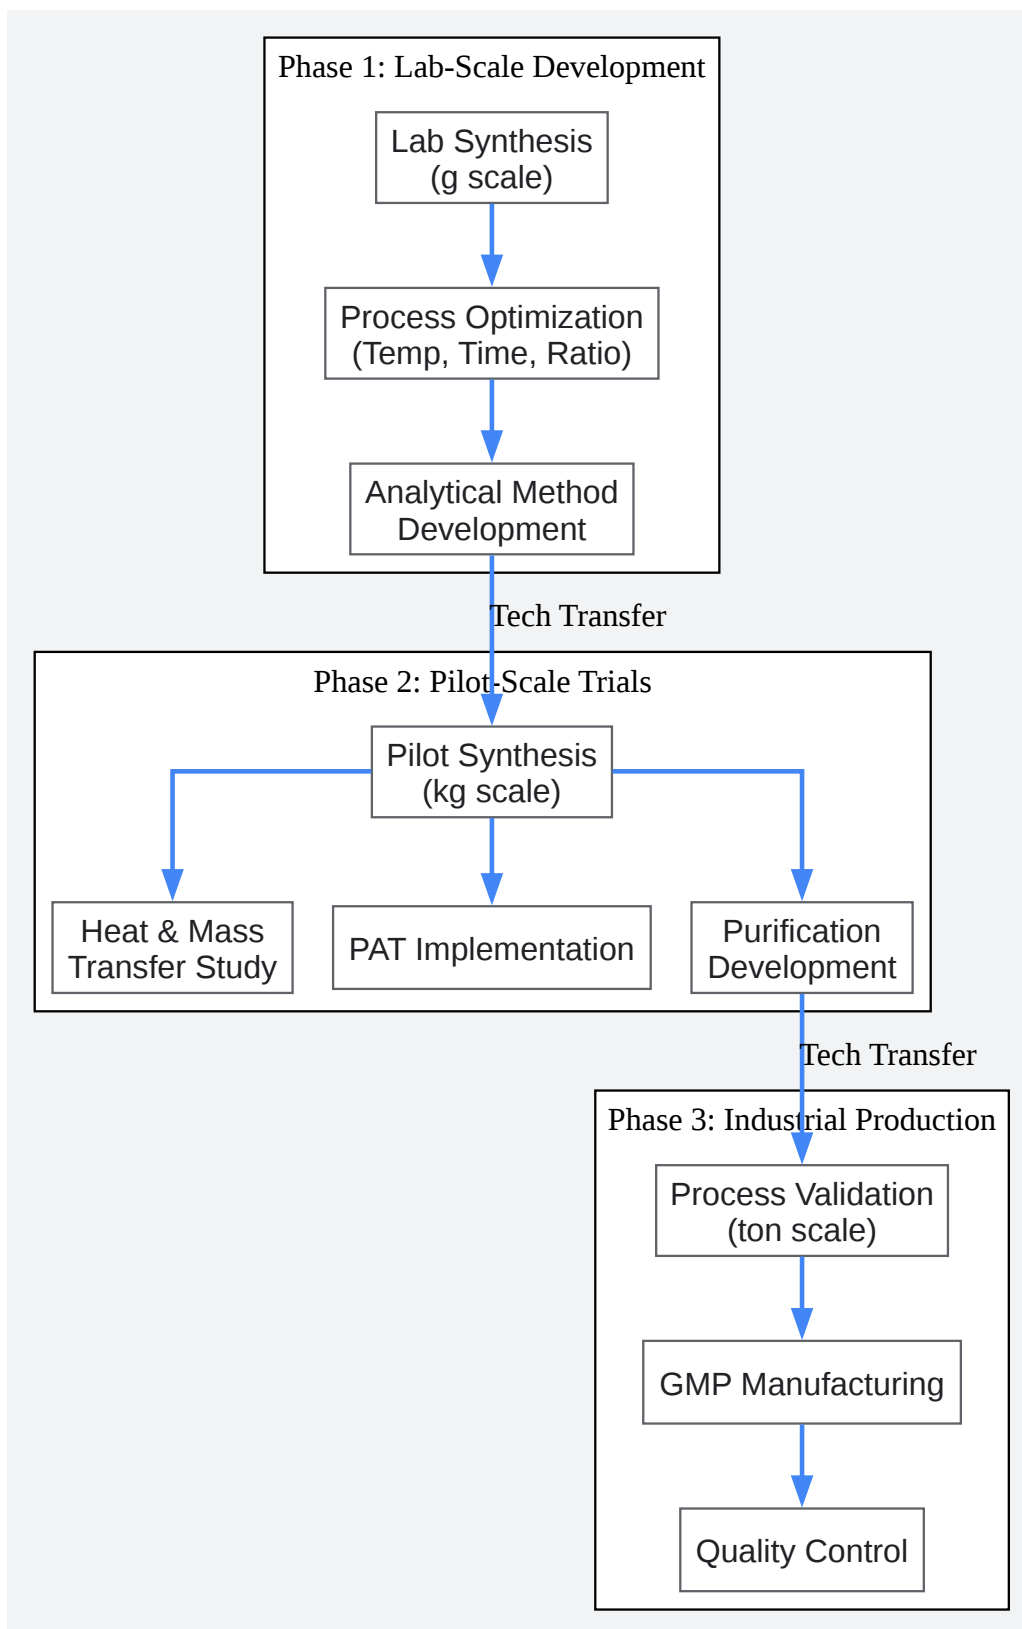 Phase 1: Lab-Scale Development
Lab Synthesis
(g scale)
Process Optimization
(Temp, Time, Ratio)
Analytical Method
Development
Tech Transfer
Phase 2: Pilot-Scale Trials
Pilot Synthesis
(kg scale)
Heat & Mass
Transfer Study
PAT Implementation
Purification
Development
Tech Transfer
Phase 3: Industrial Production
Process Validation
(ton scale)
GMP Manufacturing
Quality Control